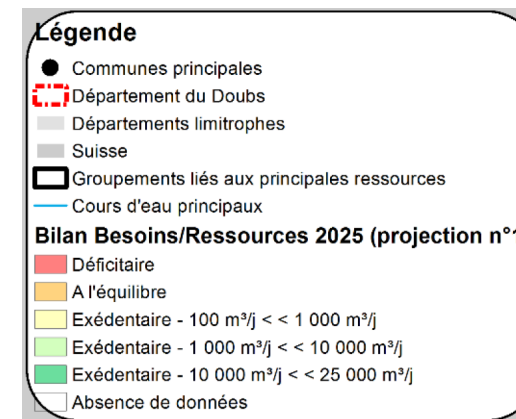 Légende
Communes principales
Département du Doubs
Départements limitrophes
Suisse
Groupements liés aux principales ressources
Cours d'eau principaux
Bilan Besoins/Ressources 2025 (projection n°1
Déficitaire
A l'équilibre
Exédentaire - 100 m³/j < < 1 000 m³/j
Exédentaire - 1 000 m³/j < < 10 000 m³/j
Exédentaire - 10 000 m³/j < < 25 000 m³/j
Absence de données